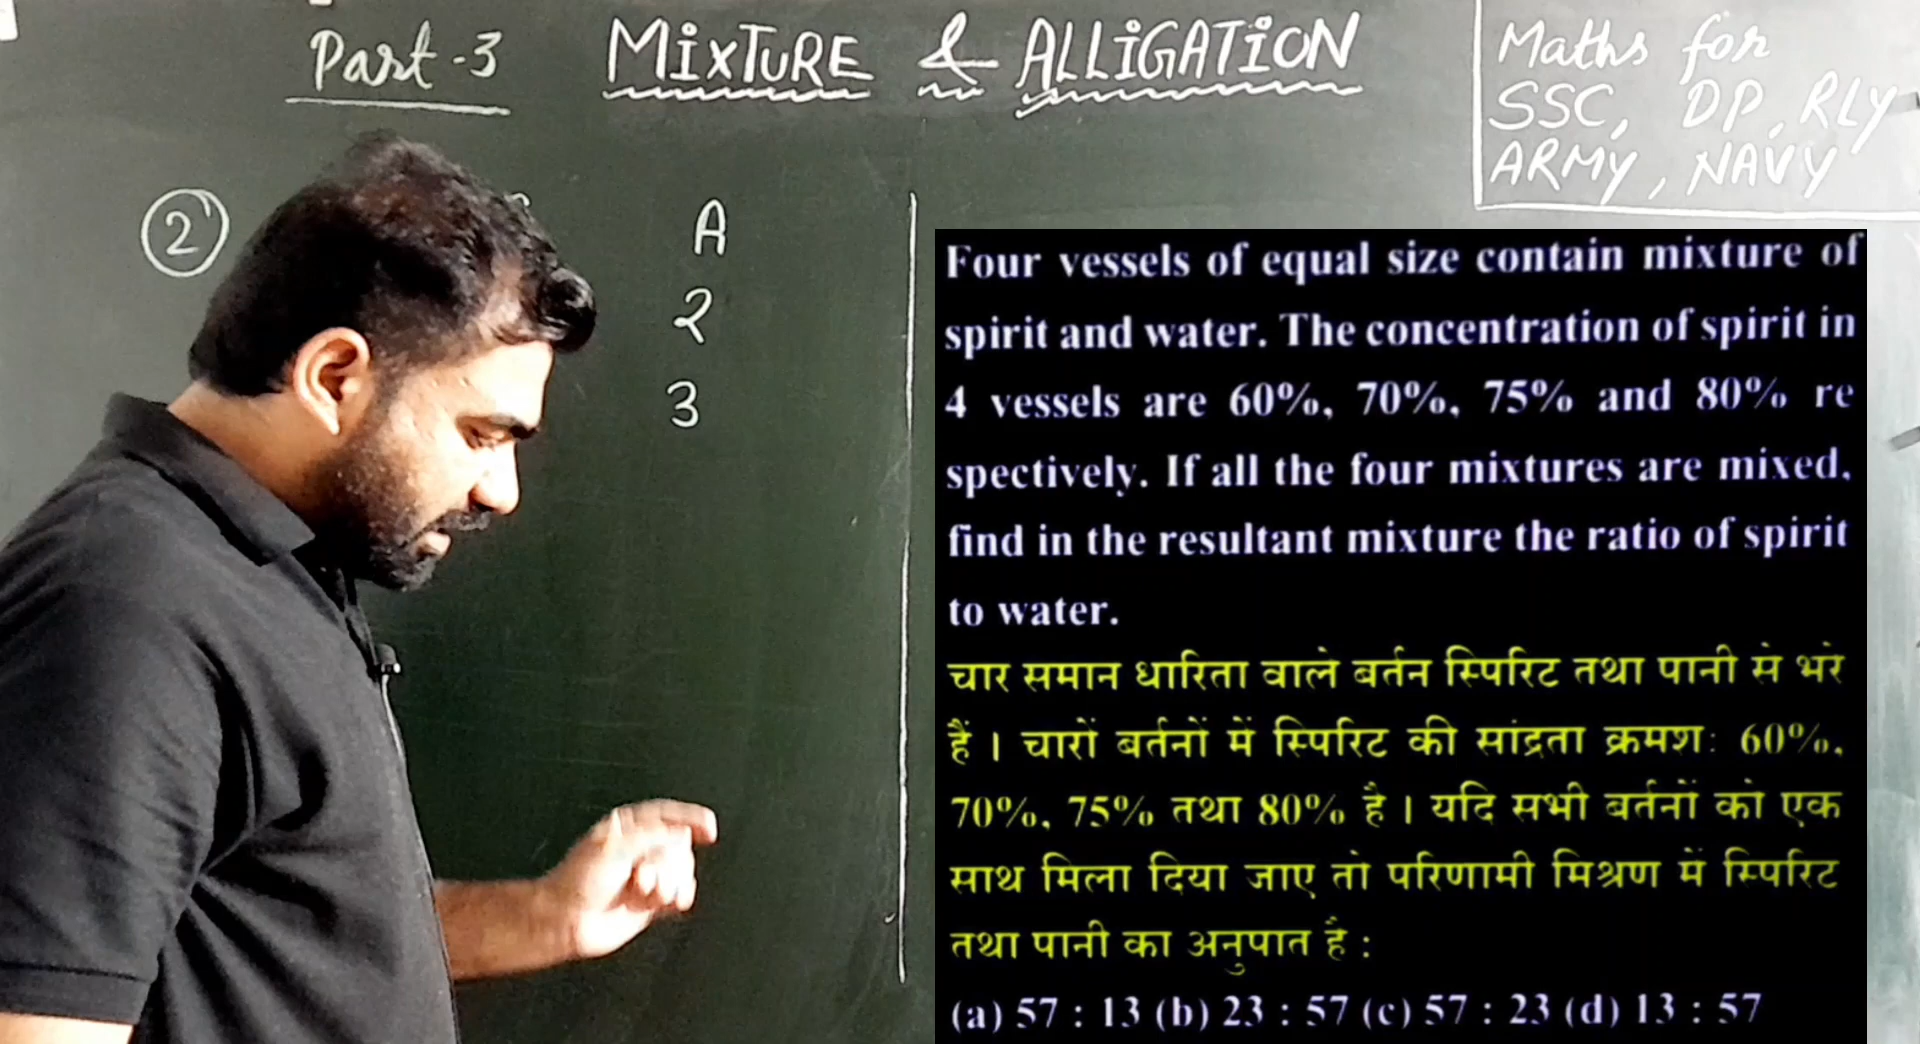 Part-3 MIXTURE & ALLIGATION
Maths for
SSC, DP, RLY
ARMY, NAVY
2
A
2
3
Four vessels of equal size contain mixture of
spirit and water. The concentration of spirit in
4 vessels are 60%, 70%, 75% and 80% re
spectively. If all the four mixtures are mixed,
find in the resultant mixture the ratio of spirit
to water.
चार समान धारिता वाले बर्तन स्पिरिट तथा पानी से भरे
हैं । चारों बर्तनों में स्पिरिट की सांद्रता क्रमशः 60%,
70%, 75% तथा 80% है । यदि सभी बर्तनों को एक
साथ मिला दिया जाए तो परिणामी मिश्रण में स्पिरिट
तथा पानी का अनुपात है :
(a) 57 : 13 (b) 23 : 57 (c) 57 : 23 (d) 13 : 57